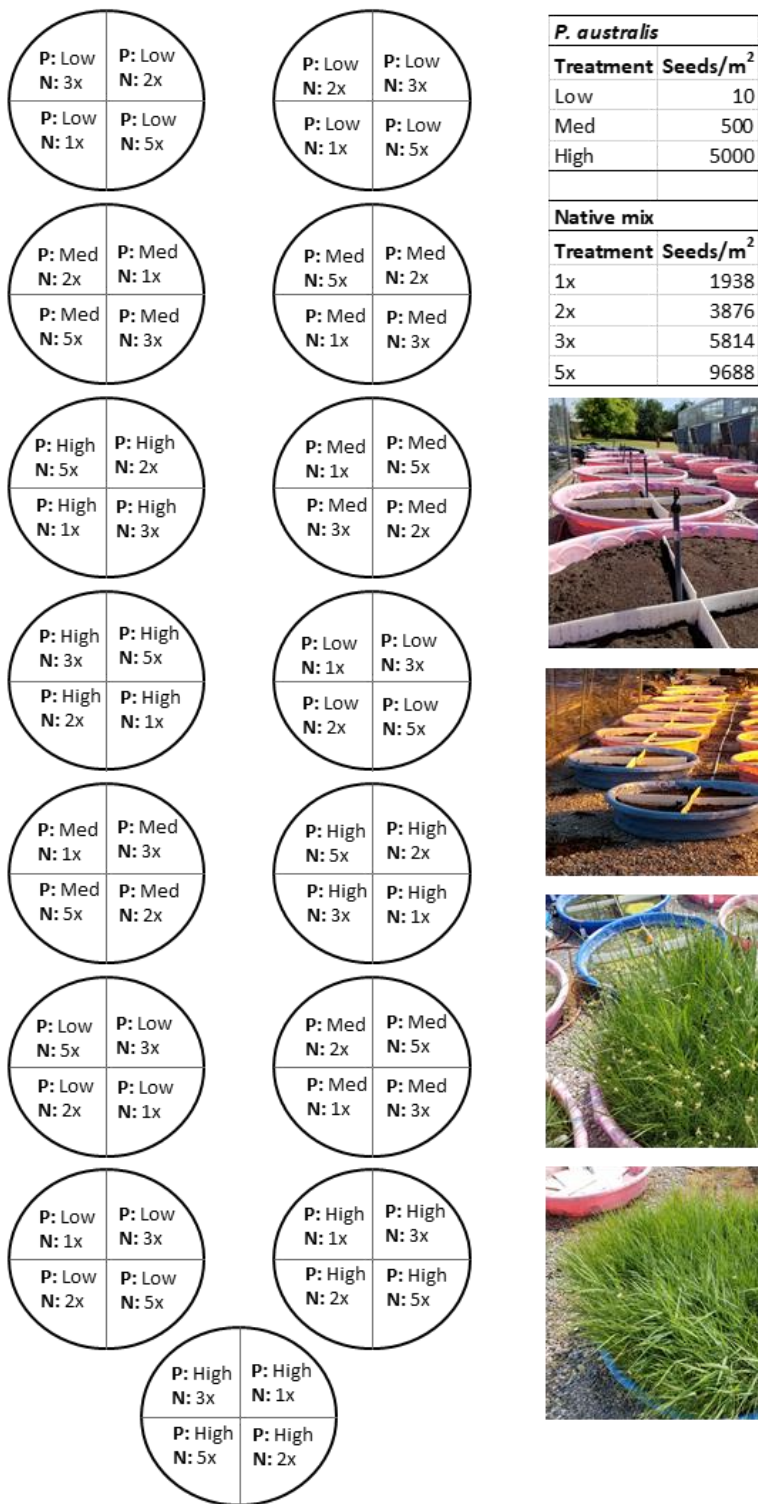 P: Low
N: 3x
P: Low
N: 2x
P: Low
N: 1x
P: Low
N: 5x
P: Low
N: 2x
P: Low
N: 3x
P: Low
N: 1x
P: Low
N: 5x
P: Med
N: 2x
P: Med
N: 1x
P: Med
N: 5x
P: Med
N: 3x
P: Med
N: 5x
P: Med
N: 2x
P: Med
N: 1x
P: Med
N: 3x
P: High
N: 5x
P: High
N: 2x
P: High
N: 1x
P: High
N: 3x
P: Med
N: 1x
P: Med
N: 5x
P: Med
N: 3x
P: Med
N: 2x
P: High
N: 3x
P: High
N: 5x
P: High
N: 2x
P: High
N: 1x
P: Low
N: 1x
P: Low
N: 3x
P: Low
N: 2x
P: Low
N: 5x
P: Med
N: 1x
P: Med
N: 3x
P: Med
N: 5x
P: Med
N: 2x
P: High
N: 5x
P: High
N: 2x
P: High
N: 3x
P: High
N: 1x
P: Low
N: 5x
P: Low
N: 3x
P: Low
N: 2x
P: Low
N: 1x
P: Med
N: 2x
P: Med
N: 5x
P: Med
N: 1x
P: Med
N: 3x
P: Low
N: 1x
P: Low
N: 3x
P: Low
N: 2x
P: Low
N: 5x
P: High
N: 1x
P: High
N: 3x
P: High
N: 2x
P: High
N: 5x
P: High
N: 3x
P: High
N: 1x
P: High
N: 5x
P: High
N: 2x
P. australis
Treatment Seeds/m²
Low 10
Med 500
High 5000
Native mix
Treatment Seeds/m²
1x 1938
2x 3876
3x 5814
5x 9688